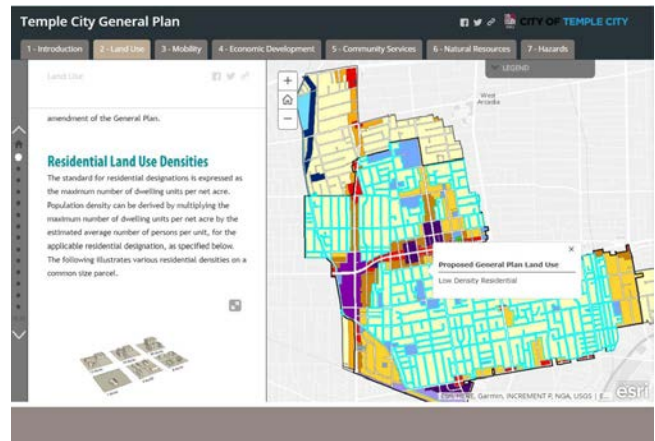 Temple City General Plan
CITY OF TEMPLE CITY
1 - Introduction
2 - Land Use
3 - Mobility
4 - Economic Development
5 - Community Services
6 - Natural Resources
7 - Hazards
Land Use
LEGEND
amendment of the General Plan.
Residential Land Use Densities
The standard for residential designations is expressed as
the maximum number of dwelling units per net acre.
Population density can be derived by multiplying the
maximum number of dwelling units per net acre by the
estimated average number of persons per unit, for the
applicable residential designation, as specified below.
The following illustrates various residential densities on a
common size parcel.
West
Arcadia
Proposed General Plan Land Use
Low Density Residential
HERE, Garmin, INCREMENT P, NGA, USGS | E...
esri